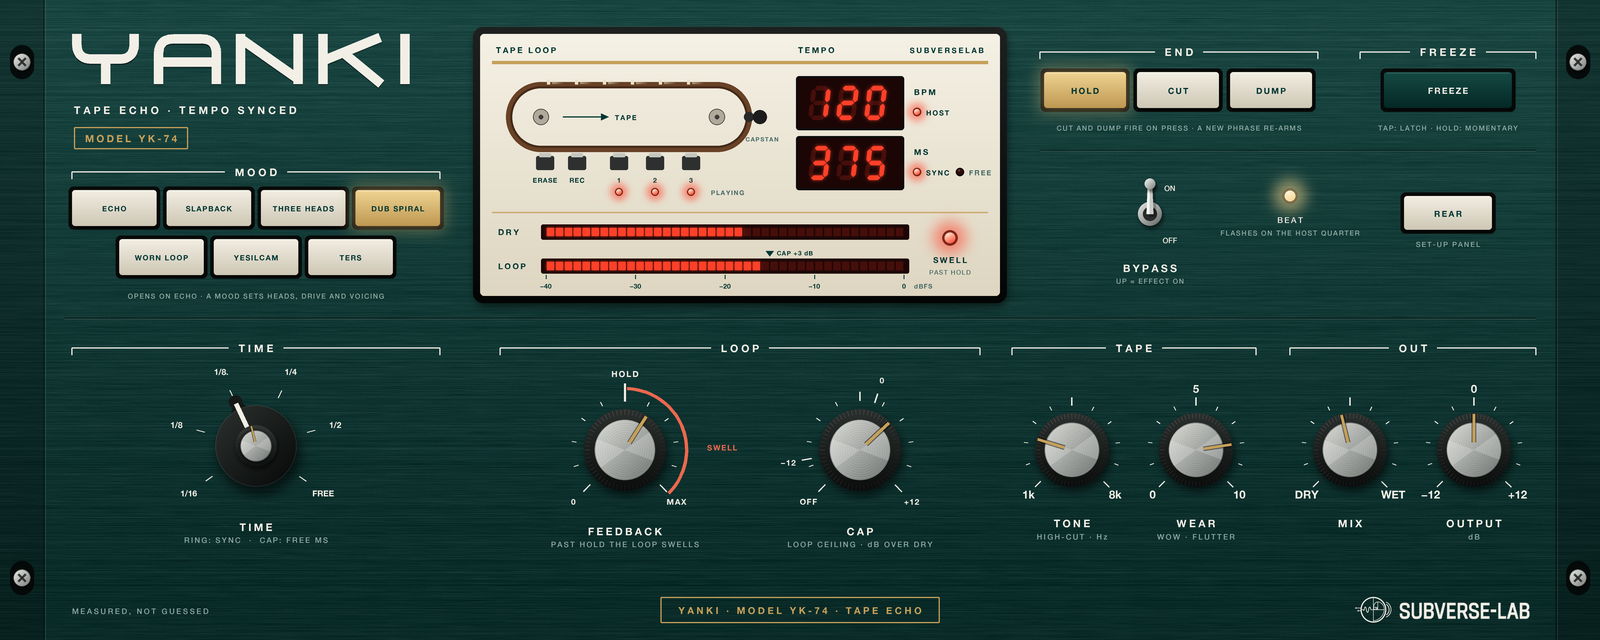 YANKI
TAPE ECHO · TEMPO SYNCED
MODEL YK-74
MOOD
ECHO SLAPBACK THREE HEADS DUB SPIRAL
WORN LOOP YESILCAM TERS
OPENS ON ECHO · A MOOD SETS HEADS, DRIVE AND VOICING
TAPE LOOP TEMPO SUBVERSELAB
TAPE
CAPSTAN
ERASE REC 1 2 3
PLAYING
120 BPM
HOST
375 MS
SYNC FREE
DRY
CAP +3 dB
LOOP
-40 -30 -20 -10 0 dBFS
SWELL
PAST HOLD
END
HOLD CUT DUMP
CUT AND DUMP FIRE ON PRESS · A NEW PHRASE RE-ARMS
FREEZE
FREEZE
TAP: LATCH · HOLD: MOMENTARY
ON
OFF
BYPASS
UP = EFFECT ON
BEAT
FLASHES ON THE HOST QUARTER
REAR
SET-UP PANEL
TIME
1/8. 1/4
1/8 1/2
1/16 FREE
TIME
RING: SYNC · CAP: FREE MS
LOOP
HOLD
SWELL
0 MAX
FEEDBACK
PAST HOLD THE LOOP SWELLS
0
-12
OFF +12
CAP
LOOP CEILING · dB OVER DRY
TAPE
1k 8k
TONE
HIGH-CUT · Hz
5
0 10
WEAR
WOW · FLUTTER
OUT
DRY WET
MIX
0
-12 +12
OUTPUT
dB
MEASURED, NOT GUESSED
YANKI · MODEL YK-74 · TAPE ECHO
SUBVERSE-LAB